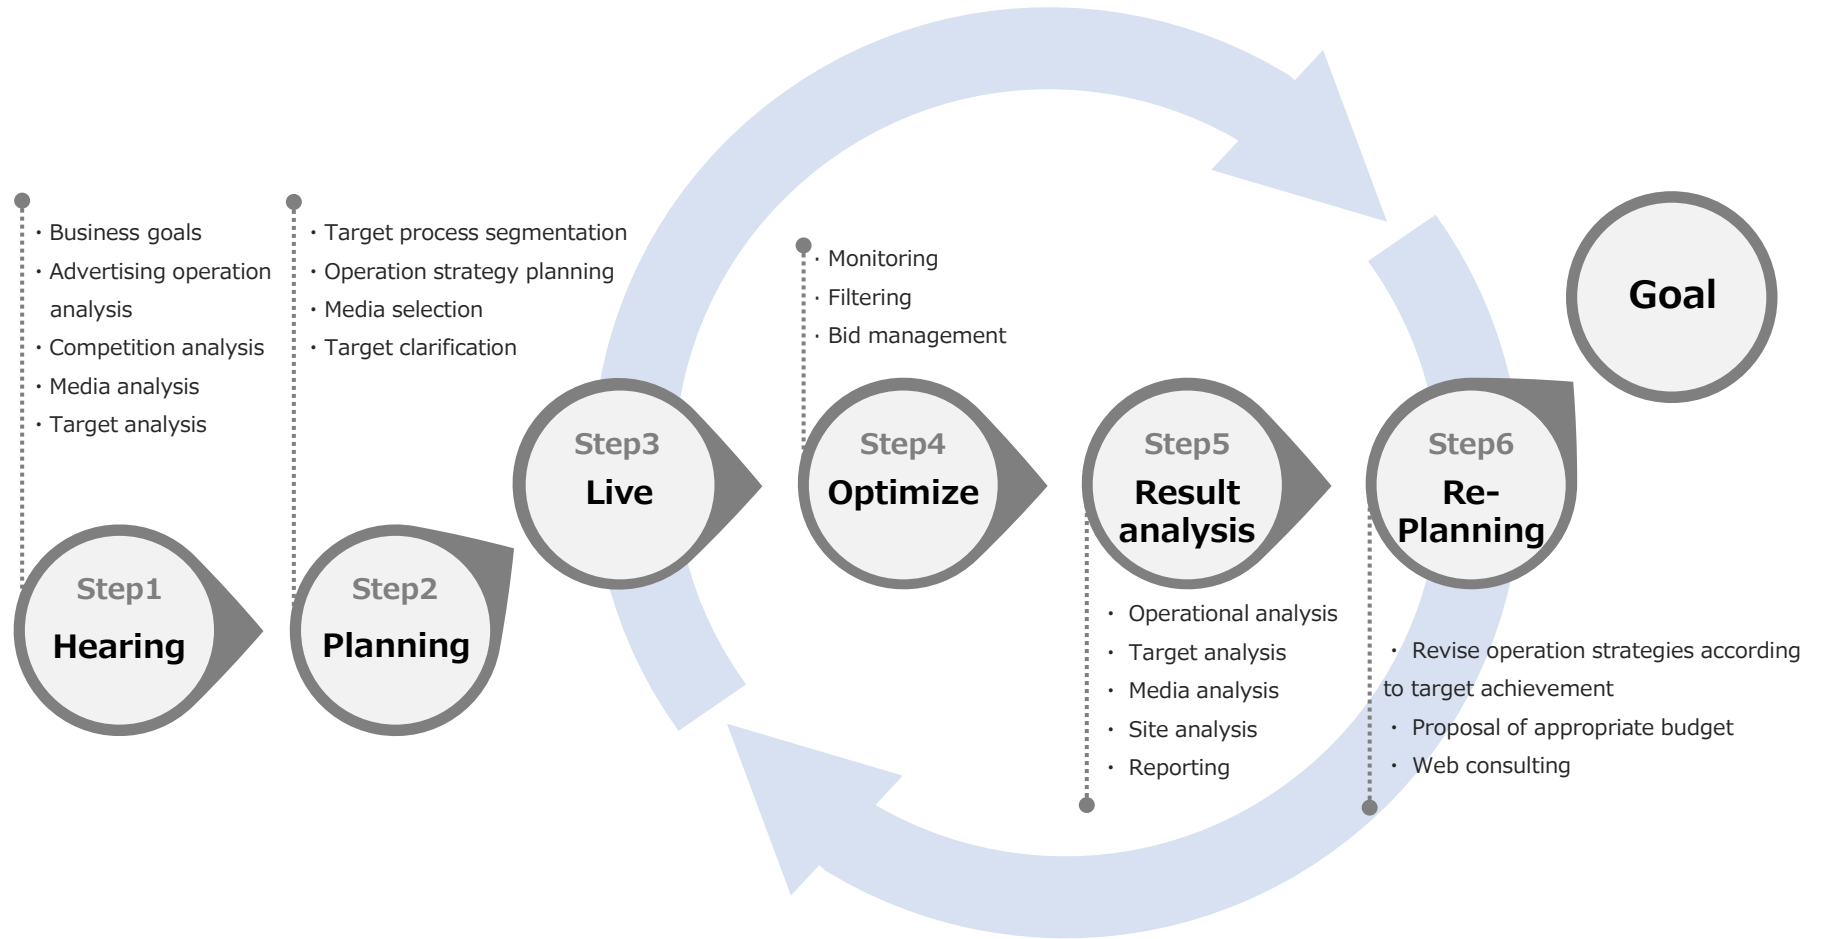 ・Business goals
・Advertising operation
analysis
・Competition analysis
・Media analysis
・Target analysis
Step1
Hearing
・Target process segmentation
・Operation strategy planning
・Media selection
・Target clarification
Step2
Planning
Step3
Live
・Monitoring
・Filtering
・Bid management
Step4
Optimize
Step5
Result
analysis
・ Operational analysis
・ Target analysis
・ Media analysis
・ Site analysis
・ Reporting
Step6
Re-
Planning
・ Revise operation strategies according
to target achievement
・ Proposal of appropriate budget
・ Web consulting
Goal